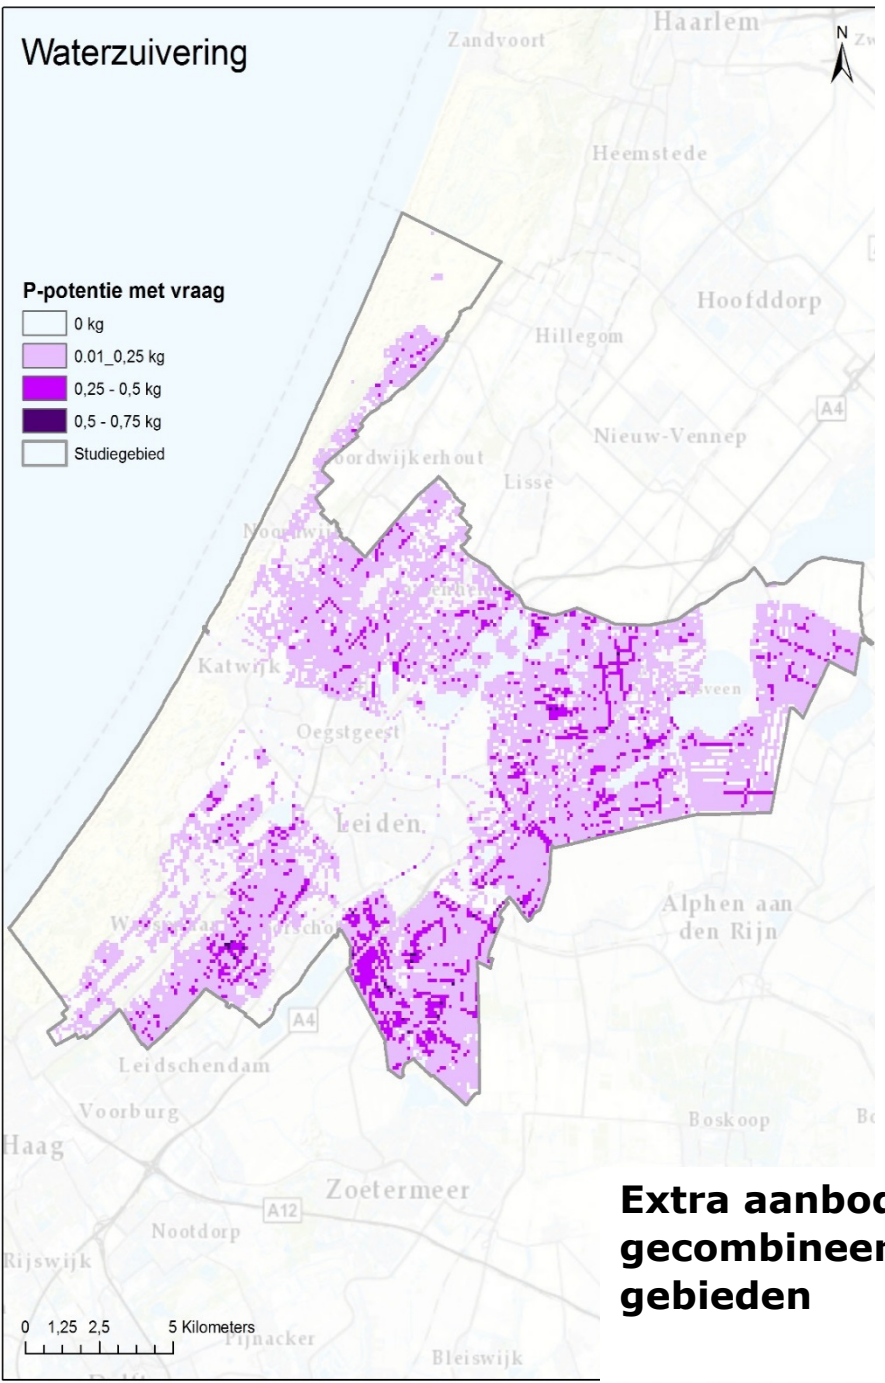 Waterzuivering
N
Haarlem
Zandvoort
Heemstede
P-potentie met vraag
0 kg
0.01_0,25 kg
0,25 - 0,5 kg
0,5 - 0,75 kg
Studiegebied
Hoofddorp
Hillegom
A4
Nieuw-Vennep
oordwijkerhout
Lisse
Katwijk
Oegstgeest
Leiden
Alphen aan
den Rijn
A4
Leidschendam
Voorburg
Boskoop
Haag
Zoetermeer
A12
Nootdorp
Rijswijk
Extra aanbod
gecombineer
gebieden
0 1,25 2,5 5 Kilometers
Pijnacker
Bleiswijk